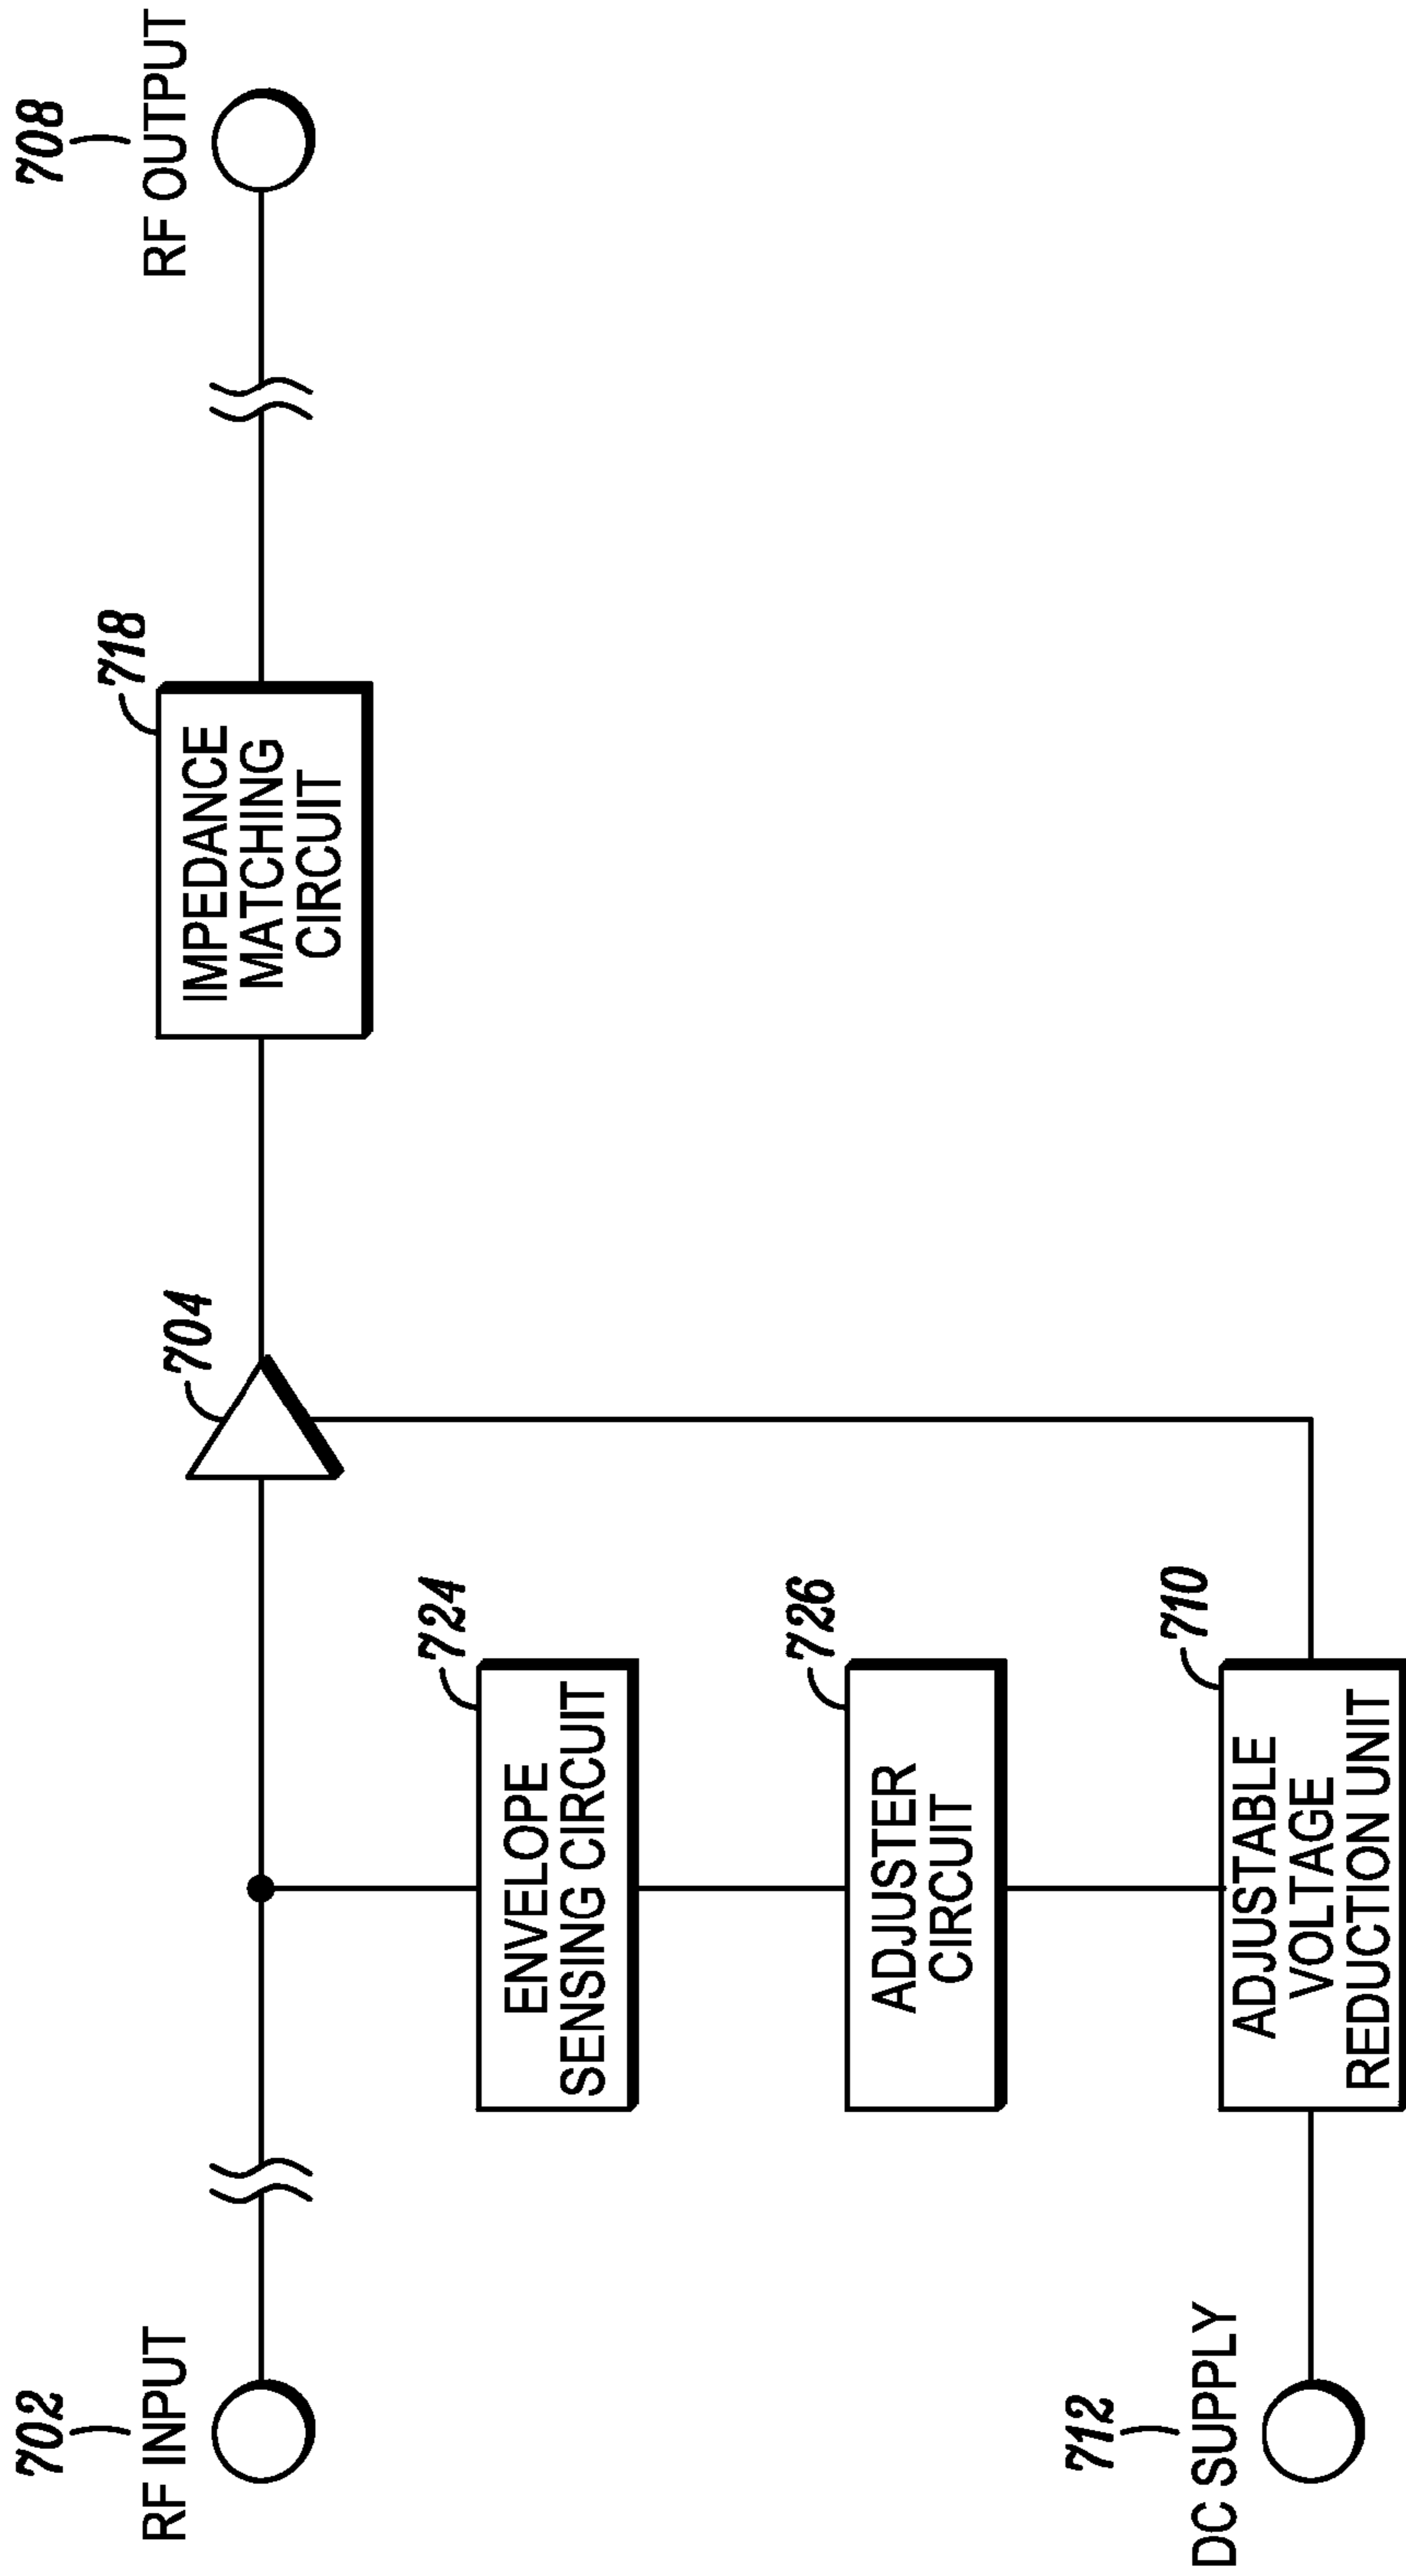 702
RF INPUT
704
718
IMPEDANCE
MATCHING
CIRCUIT
708
RF OUTPUT
724
ENVELOPE
SENSING CIRCUIT
726
ADJUSTER
CIRCUIT
712
DC SUPPLY
710
ADJUSTABLE
VOLTAGE
REDUCTION UNIT